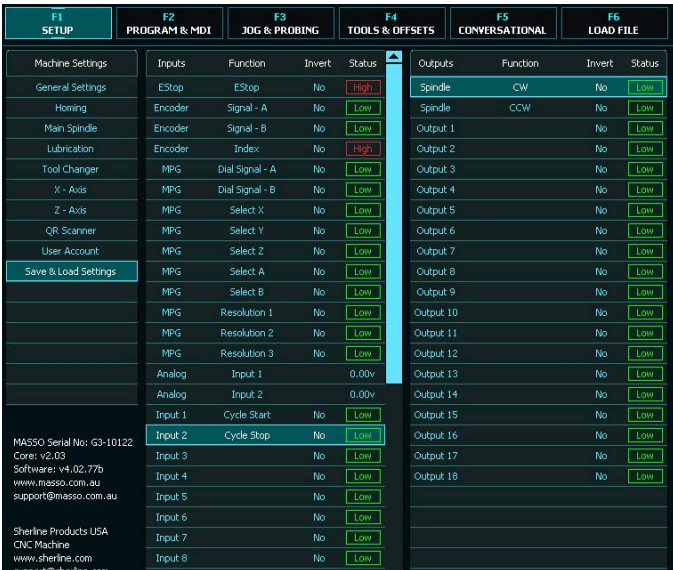 F1 F2 F3 F4 F5 F6
SETUP PROGRAM & MDI JOG & PROBING TOOLS & OFFSETS CONVERSATIONAL LOAD FILE
Machine Settings
General Settings
Homing
Main Spindle
Lubrication
Tool Changer
X - Axis
Z - Axis
QR Scanner
User Account
Save & Load Settings
MASSO Serial No: G3-10122
Core: v2.03
Software: v4.02.77b
www.masso.com.au
support@masso.com.au
Sherline Products USA
CNC Machine
www.sherline.com
Inputs Function Invert Status
EStop EStop No High
Encoder Signal - A No Low
Encoder Signal - B No Low
Encoder Index No High
MPG Dial Signal - A No Low
MPG Dial Signal - B No Low
MPG Select X No Low
MPG Select Y No Low
MPG Select Z No Low
MPG Select A No Low
MPG Select B No Low
MPG Resolution 1 No Low
MPG Resolution 2 No Low
MPG Resolution 3 No Low
Analog Input 1 0.00v
Analog Input 2 0.00v
Input 1 Cycle Start No Low
Input 2 Cycle Stop No Low
Input 3 No Low
Input 4 No Low
Input 5 No Low
Input 6 No Low
Input 7 No Low
Input 8 No Low
Outputs Function Invert Status
Spindle CW No Low
Spindle CCW No Low
Output 1 No Low
Output 2 No Low
Output 3 No Low
Output 4 No Low
Output 5 No Low
Output 6 No Low
Output 7 No Low
Output 8 No Low
Output 9 No Low
Output 10 No Low
Output 11 No Low
Output 12 No Low
Output 13 No Low
Output 14 No Low
Output 15 No Low
Output 16 No Low
Output 17 No Low
Output 18 No Low